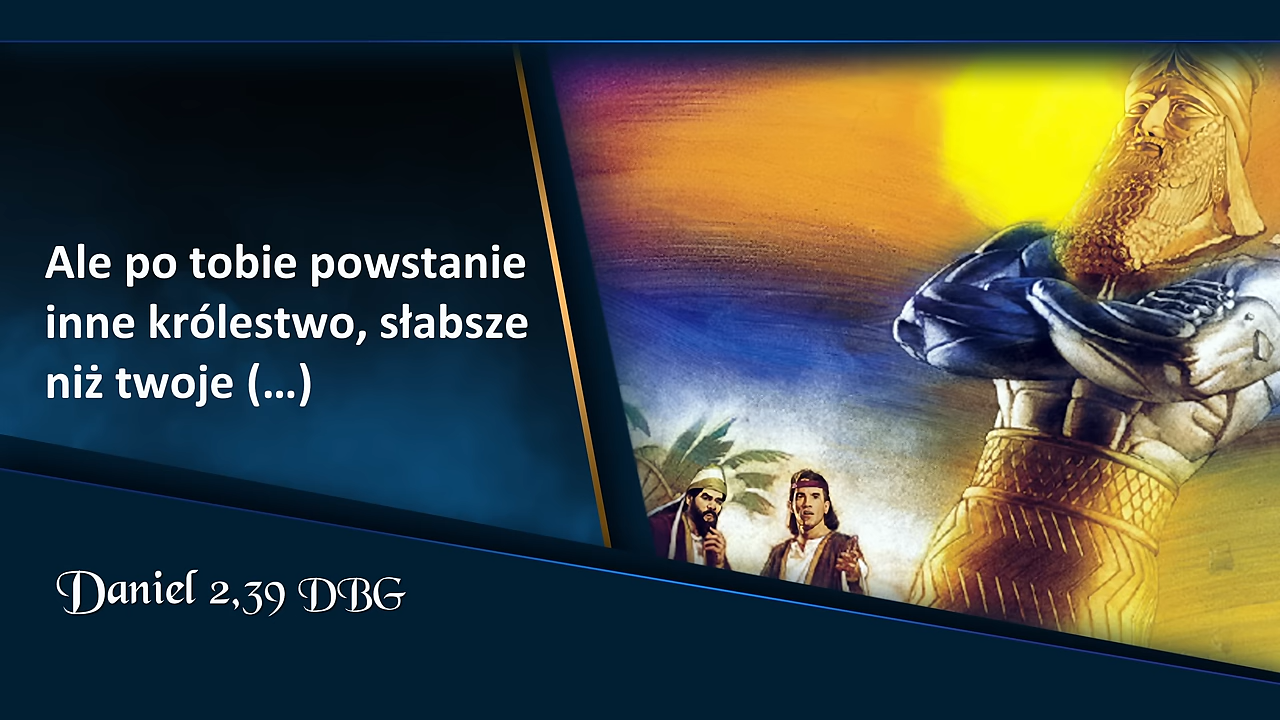 Ale po tobie powstanie
inne królestwo, słabsze
niż twoje (...)
Daniel 2,39 DBG